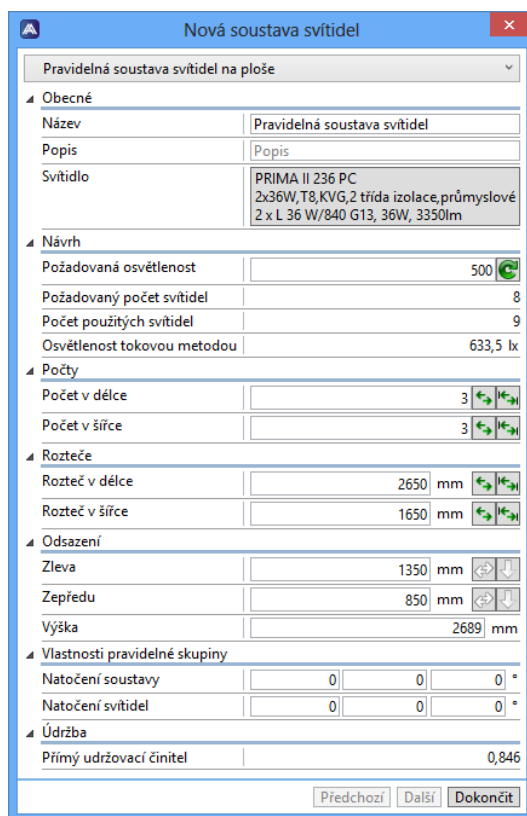 Nová soustava svítidel
Pravidelná soustava svítidel na ploše
Obecné
Název Pravidelná soustava svítidel
Popis Popis
Svítidlo PRIMA II 236 PC
2x36W,T8,KVG,2 třída izolace,průmyslové
2 x L 36 W/840 G13, 36W, 3350lm
Návrh
Požadovaná osvětlenost 500
Požadovaný počet svítidel 8
Počet použitých svítidel 9
Osvětlenost tokovou metodou 633,5 lx
Počty
Počet v délce 3
Počet v šířce 3
Rozteče
Rozteč v délce 2650 mm
Rozteč v šířce 1650 mm
Odsazení
Zleva 1350 mm
Zepředu 850 mm
Výška 2689 mm
Vlastnosti pravidelné skupiny
Natočení soustavy 0 0 0 °
Natočení svítidel 0 0 0 °
Údržba
Přímý udržovací činitel 0,846
Předchozí Další Dokončit